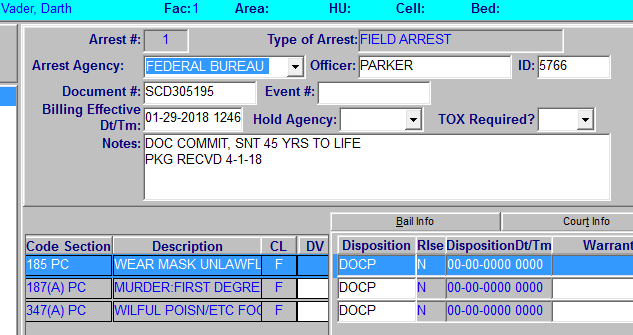 Vader, Darth Fac:1 Area: HU: Cell: Bed:
Arrest #: 1 Type of Arrest: FIELD ARREST
Arrest Agency: FEDERAL BUREAU Officer: PARKER ID: 5766
Document #: SCD305195 Event #:
Billing Effective Dt/Tm: 01-29-2018 1246 Hold Agency: TOX Required?
Notes: DOC COMMIT, SNT 45 YRS TO LIFE
PKG RECVD 4-1-18
Bail Info Court Info
Code Section Description CL DV Disposition Rlse DispositionDt/Tm Warrant
185 PC WEAR MASK UNLAWFL F DOCP N 00-00-0000 0000
187(A) PC MURDER:FIRST DEGRE F DOCP N 00-00-0000 0000
347(A) PC WILFUL POISN/ETC FOO F DOCP N 00-00-0000 0000